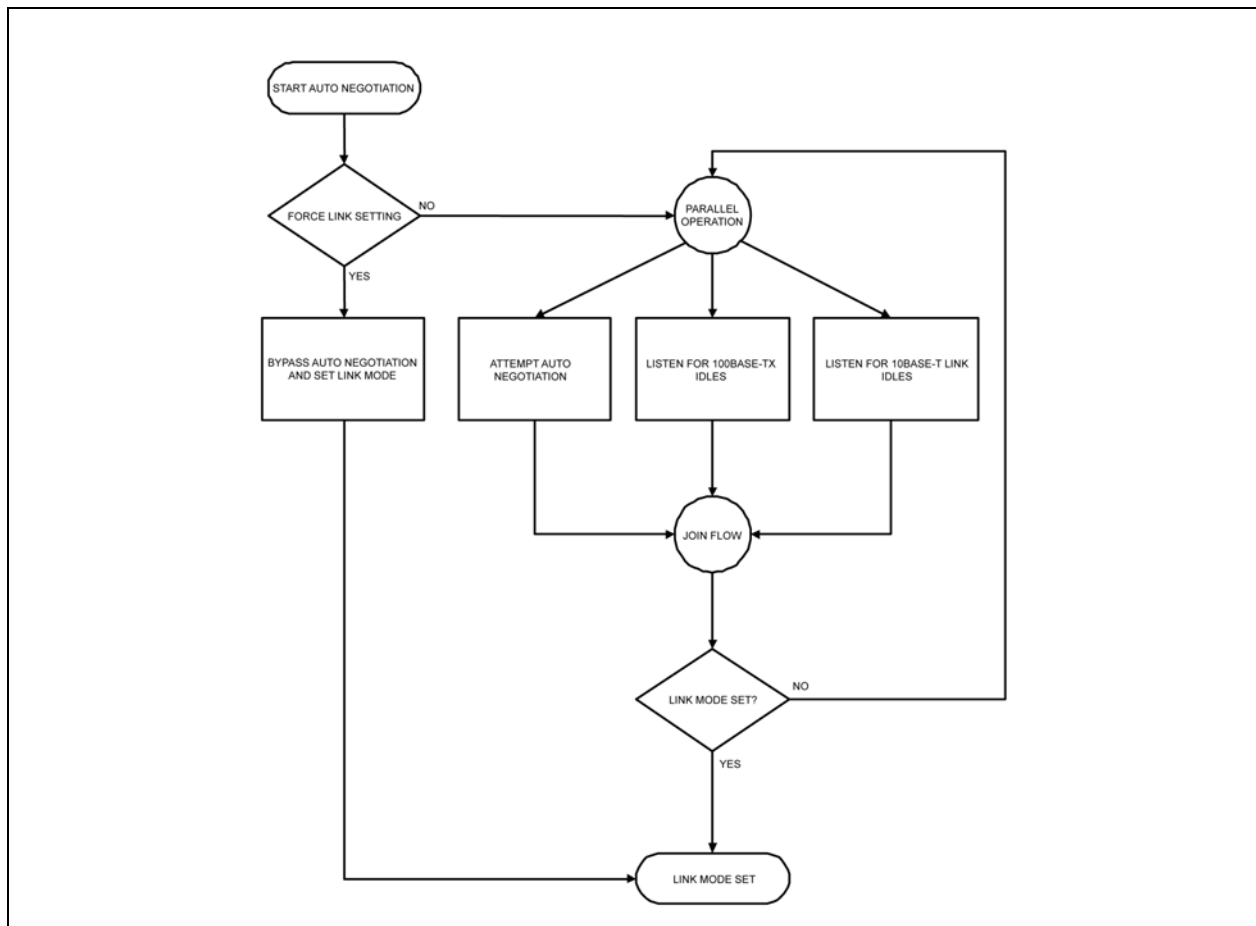 START AUTO NEGOTIATION
FORCE LINK SETTING
NO
YES
PARALLEL
OPERATION
BYPASS AUTO NEGOTIATION
AND SET LINK MODE
ATTEMPT AUTO
NEGOTIATION
LISTEN FOR 100BASE-TX
IDLES
LISTEN FOR 10BASE-T LINK
IDLES
JOIN FLOW
LINK MODE SET?
NO
YES
LINK MODE SET